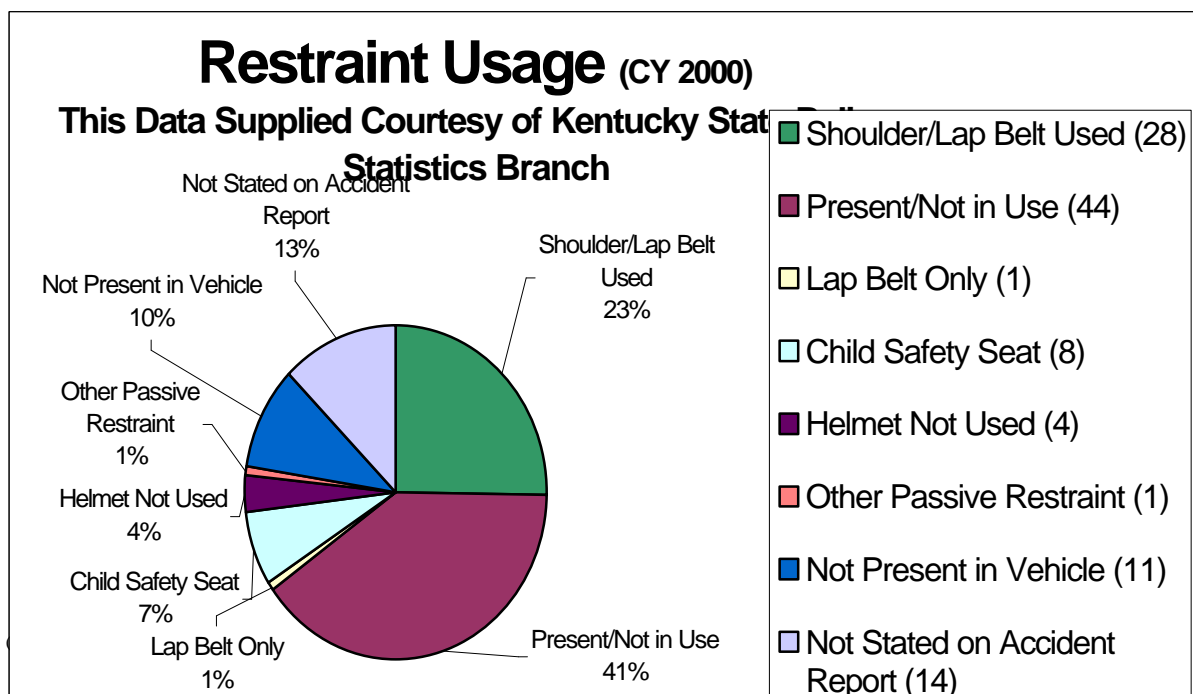 Restraint Usage (CY 2000)
This Data Supplied Courtesy of Kentucky State
Statistics Branch
Not Stated on Accident
Report
13%
Shoulder/Lap Belt
Used
23%
Not Present in Vehicle
10%
Other Passive
Restraint
1%
Helmet Not Used
4%
Child Safety Seat
7%
Lap Belt Only
1%
Present/Not in Use
41%
Shoulder/Lap Belt Used (28)
Present/Not in Use (44)
Lap Belt Only (1)
Child Safety Seat (8)
Helmet Not Used (4)
Other Passive Restraint (1)
Not Present in Vehicle (11)
Not Stated on Accident
Report (14)